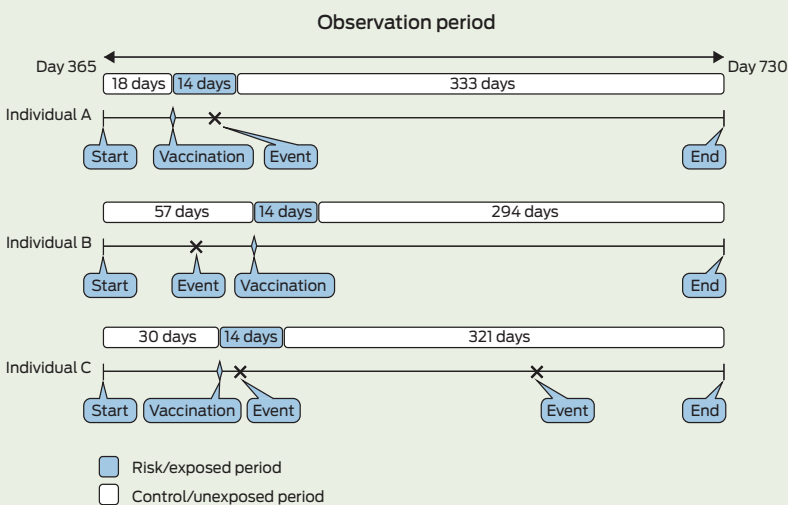 Observation period
Day 365
Day 730
18 days 14 days 333 days
Individual A
Start Vaccination Event End
57 days 14 days 294 days
Individual B
Start Event Vaccination End
30 days 14 days 321 days
Individual C
Start Vaccination Event Event End
Risk/exposed period
Control/unexposed period